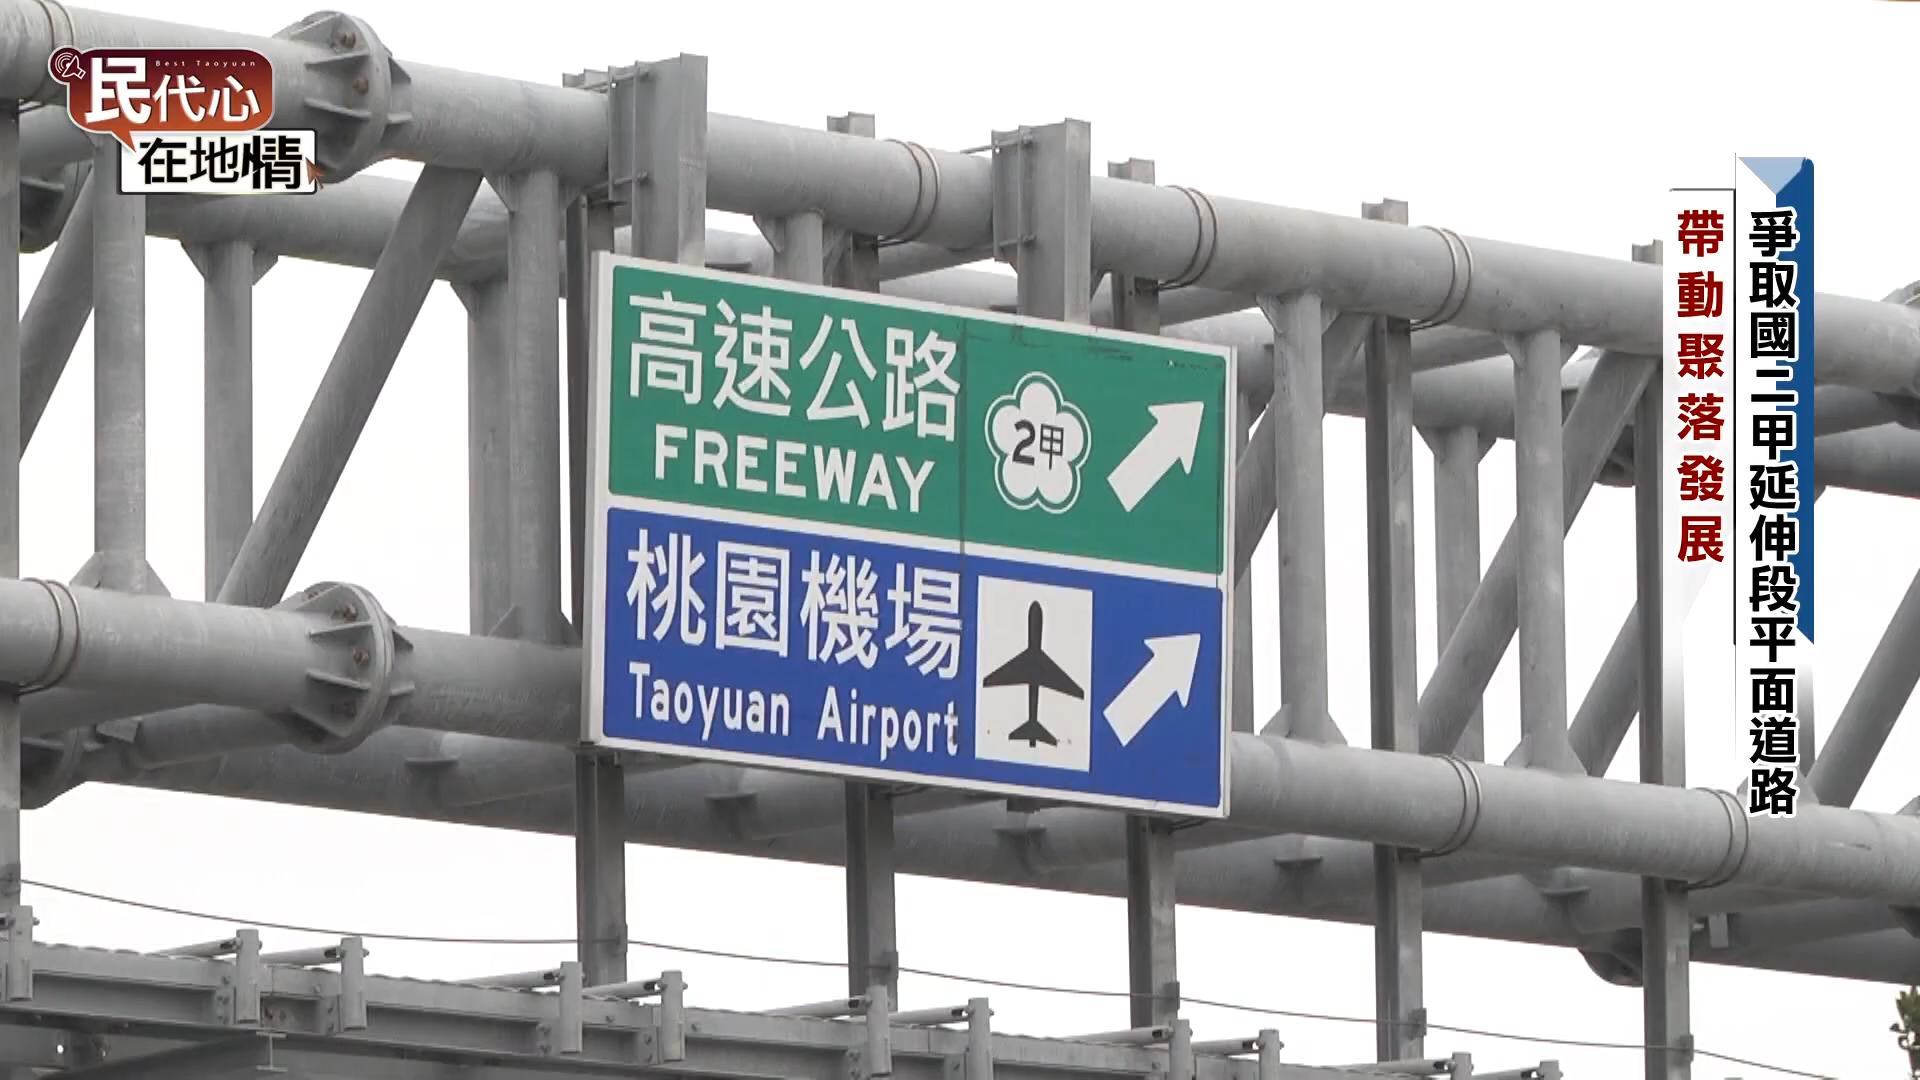 Best Taoyuan
民代心
在地情
高速公路
FREEWAY
2甲
桃園機場
Taoyuan Airport
爭取國二甲延伸段平面道路
帶動聚落發展